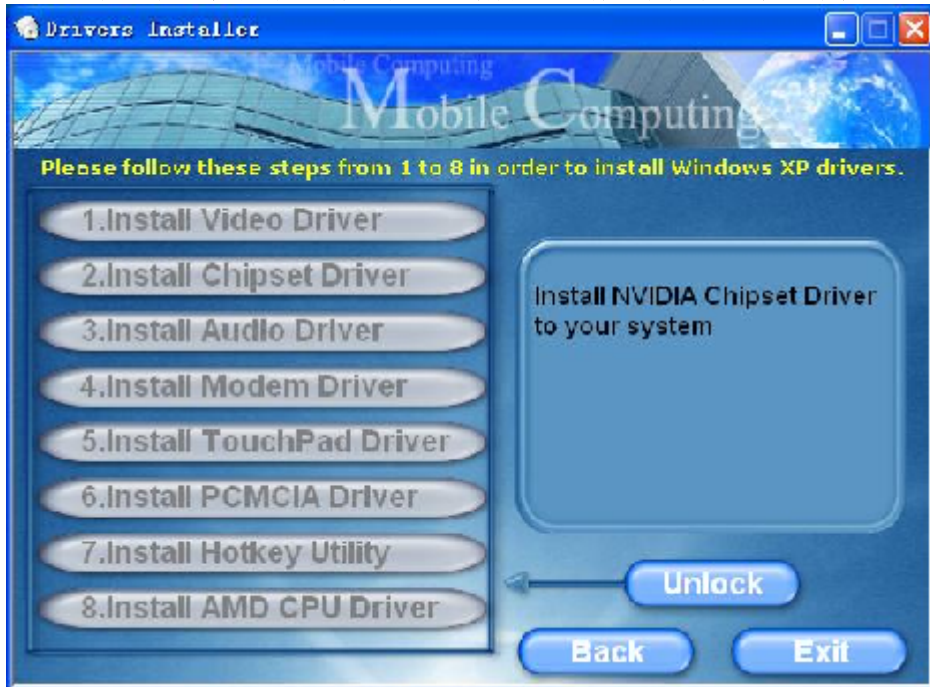 Drivers Installer
Mobile Computing
Mobile Computing
Please follow these steps from 1 to 8 in order to install Windows XP drivers.
1.Install Video Driver
2.Install Chipset Driver
3.Install Audio Driver
4.Install Modem Driver
5.Install TouchPad Driver
6.Install PCMCIA Driver
7.Install Hotkey Utility
8.Install AMD CPU Driver
Install NVIDIA Chipset Driver
to your system
Unlock
Back
Exit